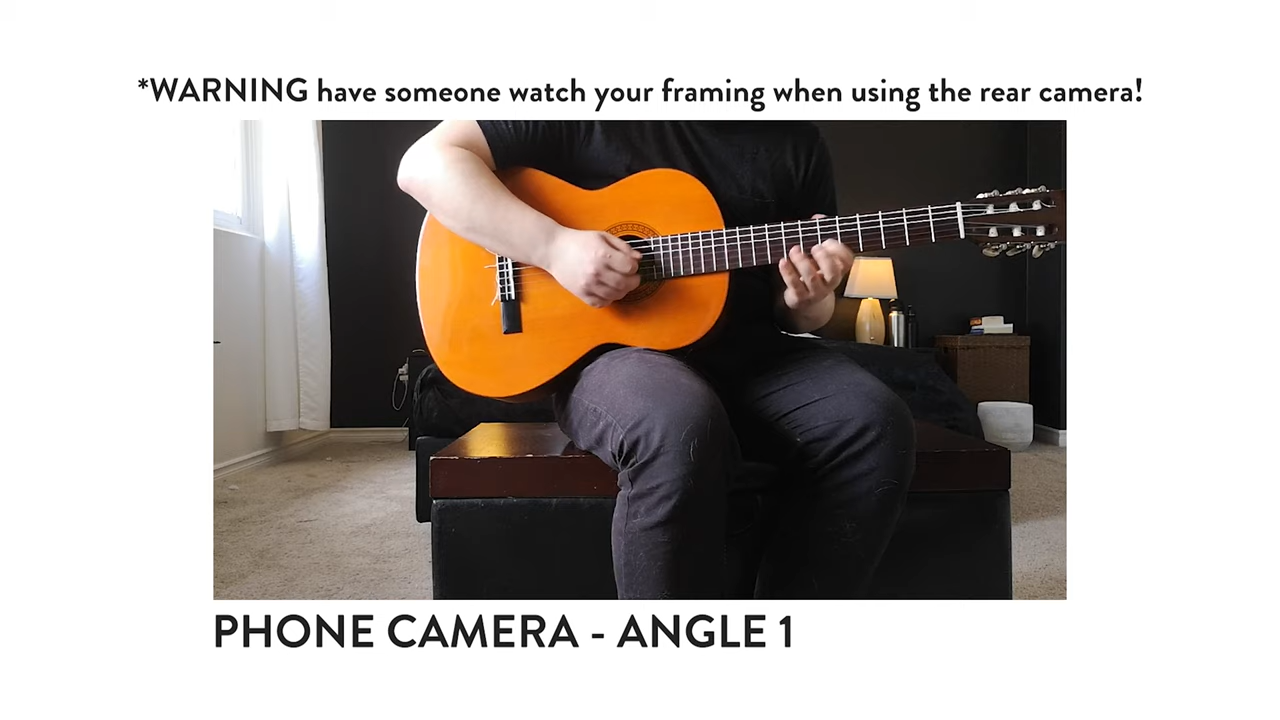 *WARNING have someone watch your framing when using the rear camera!
PHONE CAMERA - ANGLE 1